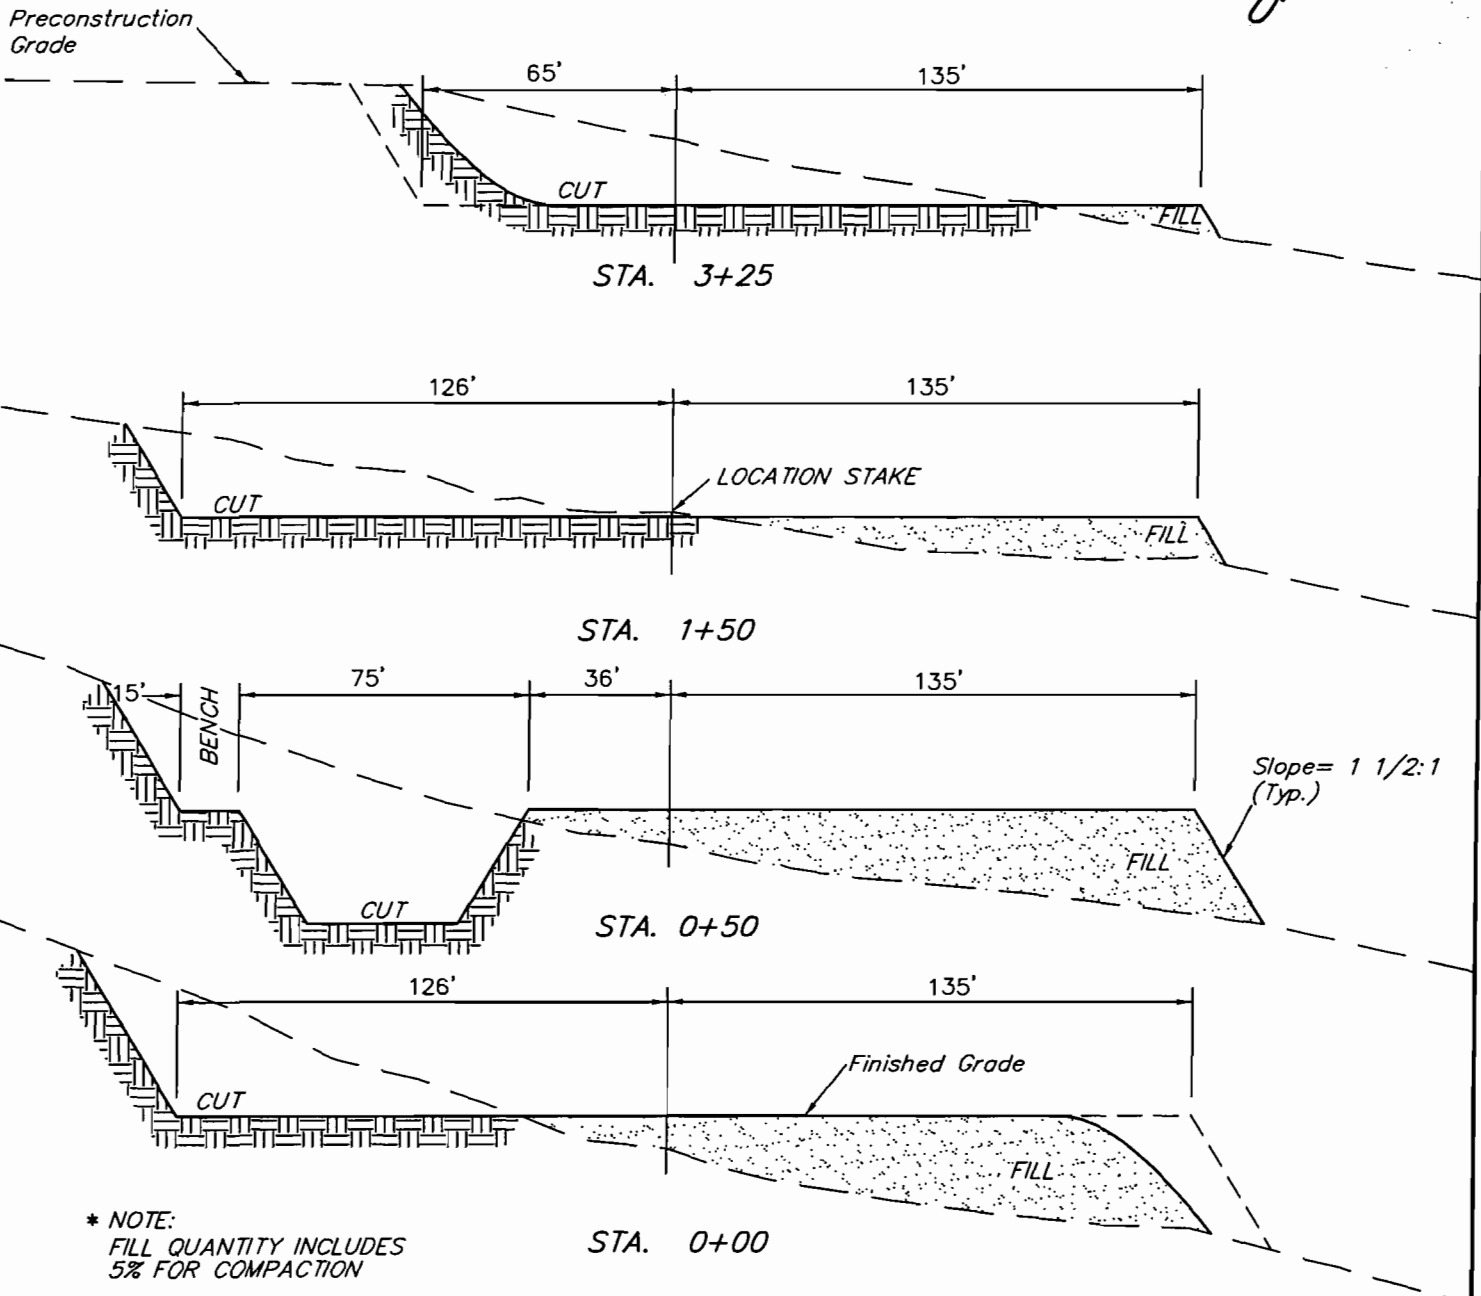 Preconstruction
Grade
65'
135'
CUT
FILL
STA. 3+25
126'
135'
LOCATION STAKE
CUT
FILL
STA. 1+50
15'
BENCH
75'
36'
135'
Slope= 1 1/2:1
(Typ.)
FILL
CUT
STA. 0+50
126'
135'
Finished Grade
CUT
FILL
* NOTE:
FILL QUANTITY INCLUDES
5% FOR COMPACTION
STA. 0+00